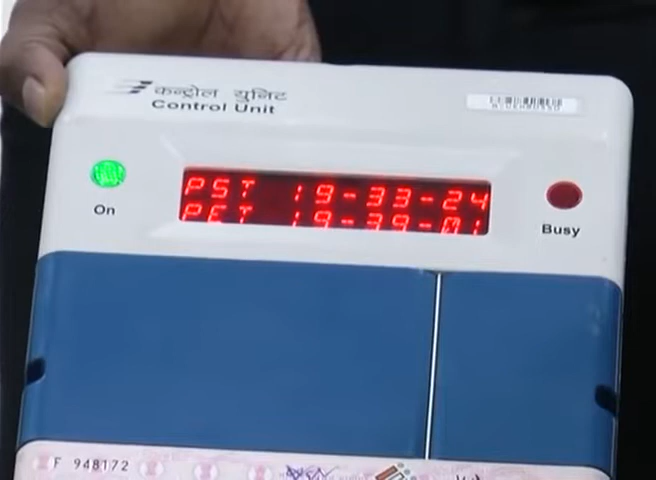 कन्ट्रोल युनिट
Control Unit
On
PST 19-33-24
PET 19-39-01
Busy
F 948172